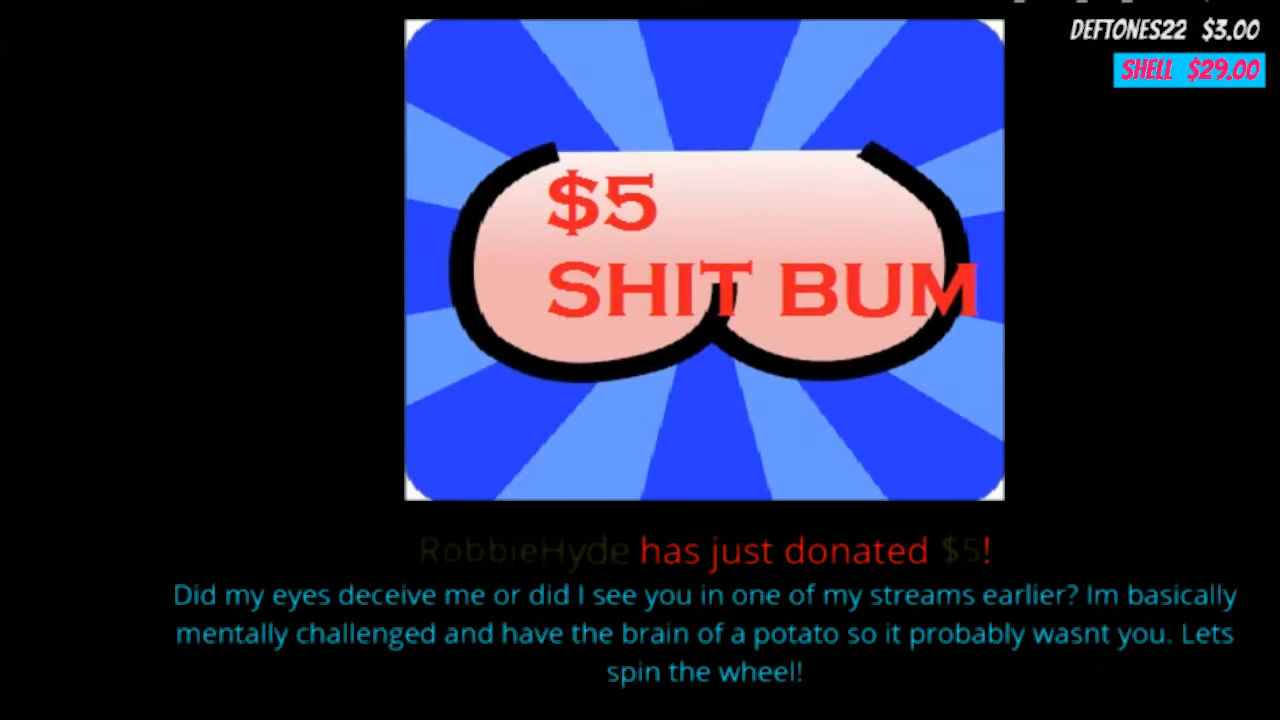 DEFTONES22 $3.00
SHELL $29.00
$5
SHIT BUM
RobbieHyde has just donated $5!
Did my eyes deceive me or did I see you in one of my streams earlier? Im basically
mentally challenged and have the brain of a potato so it probably wasnt you. Lets
spin the wheel!